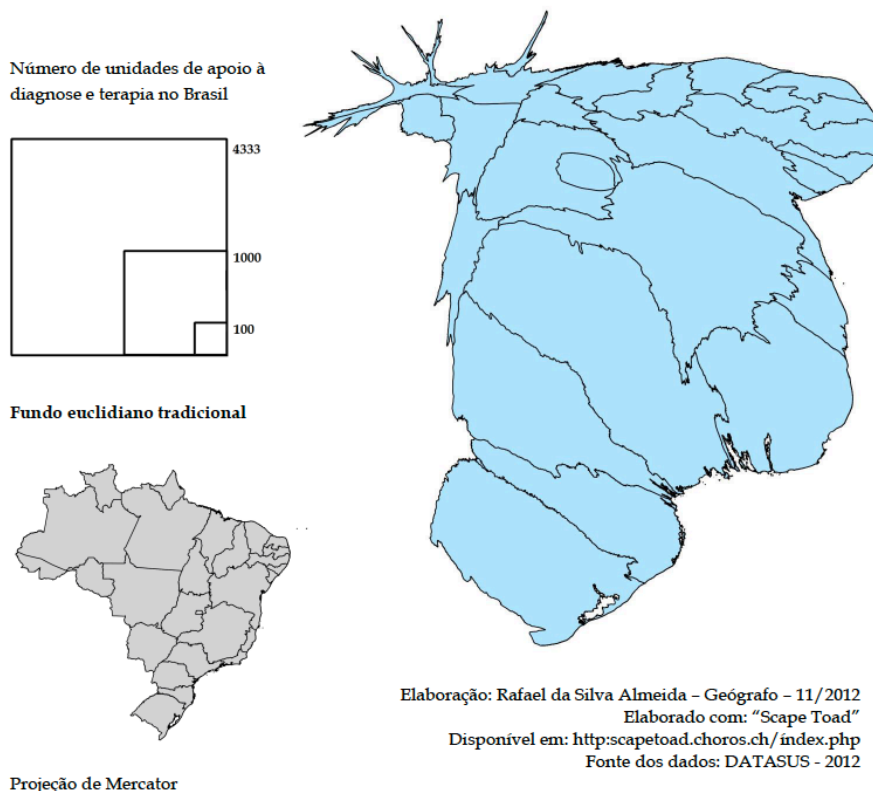 Número de unidades de apoio à
diagnose e terapia no Brasil
4333
1000
100
Fundo euclidiano tradicional
Projeção de Mercator
Elaboração: Rafael da Silva Almeida – Geógrafo – 11/2012
Elaborado com: “Scape Toad”
Disponível em: http:scapetoad.choros.ch/index.php
Fonte dos dados: DATASUS - 2012